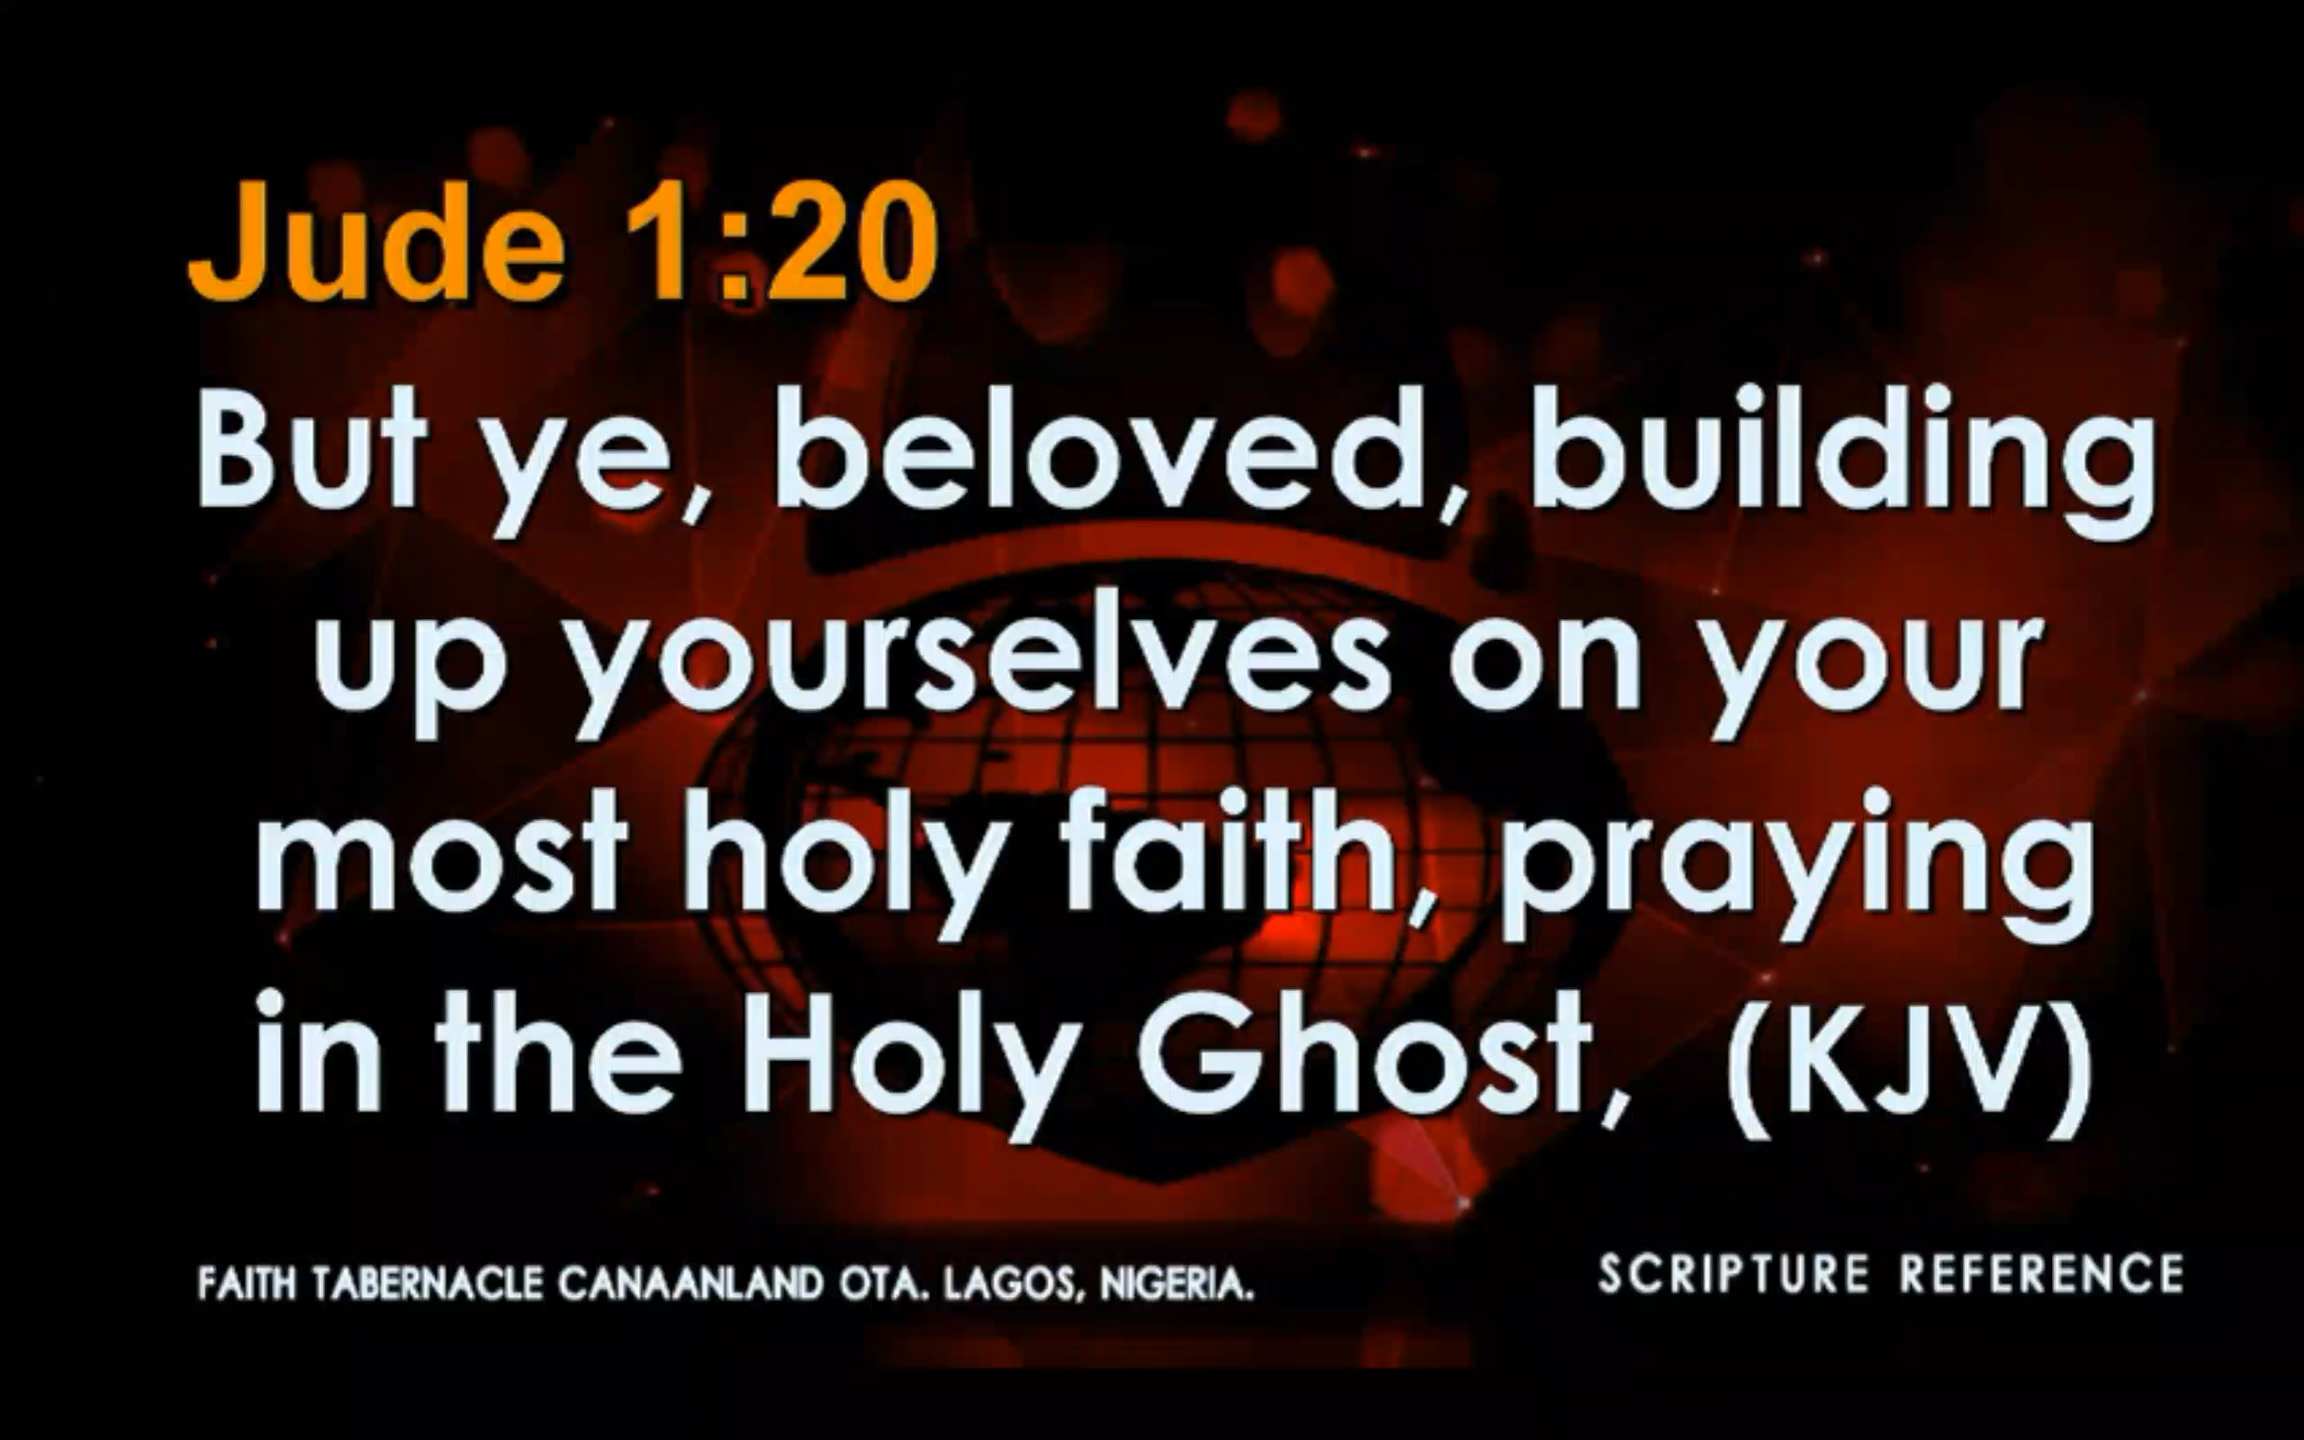 Jude 1:20
But ye, beloved, building
up yourselves on your
most holy faith, praying
in the Holy Ghost, (KJV)
FAITH TABERNACLE CANAANLAND OTA. LAGOS, NIGERIA.
SCRIPTURE REFERENCE